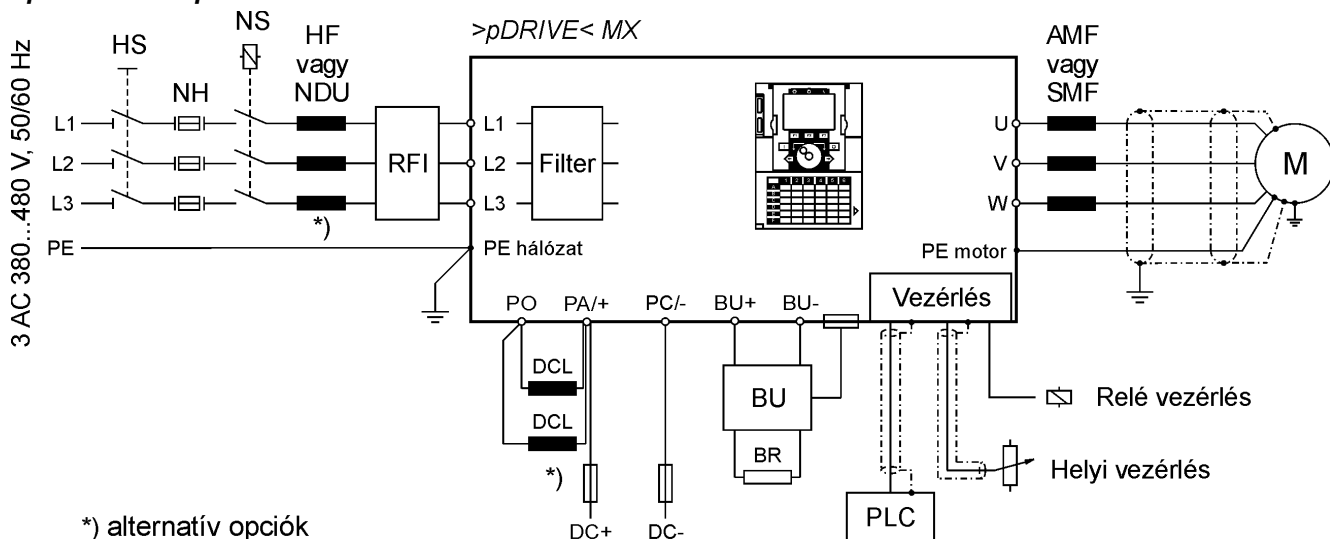 3 AC 380...480 V, 50/60 Hz
HS
NS
HF
vagy
NDU
>pDRIVE< MX
AMF
vagy
SMF
NH
L1
L2
L3
RFI
L1
L2
L3
Filter
U
V
W
M
*)
PE
PE hálózat
PE motor
PO
PA/+
PC/-
BU+
BU-
Vezérlés
DCL
DCL
*)
BU
BR
Relé vezérlés
Helyi vezérlés
PLC
DC+
DC-
*) alternatív opciók